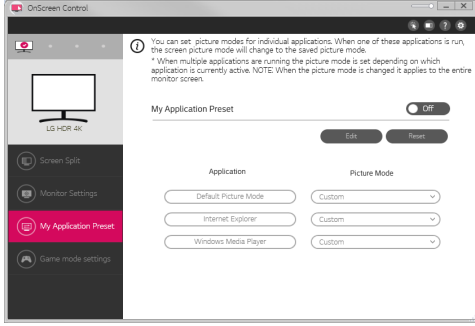 OnScreen Control
You can set picture modes for individual applications. When one of these applications is run,
the screen picture mode will change to the saved picture mode.
* When multiple applications are running the picture mode is set depending on which
application is currently active. NOTE: When the picture mode is changed it applies to the entire
monitor screen.
My Application Preset
Off
LG HDR 4K
Edit
Reset
Screen Split
Application
Picture Mode
Monitor Settings
Default Picture Mode
Custom
My Application Preset
Internet Explorer
Custom
Windows Media Player
Custom
Game mode settings